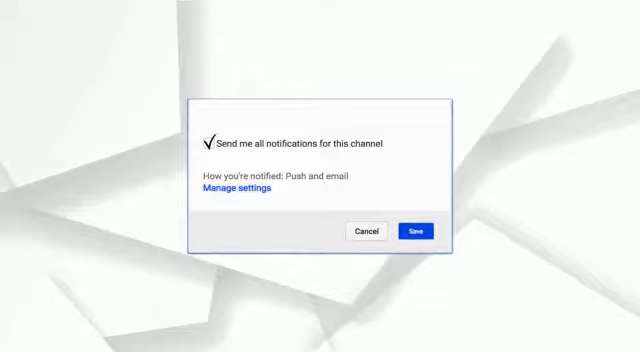 Send me all notifications for this channel
How you're notified: Push and email
Manage settings
Cancel
Save